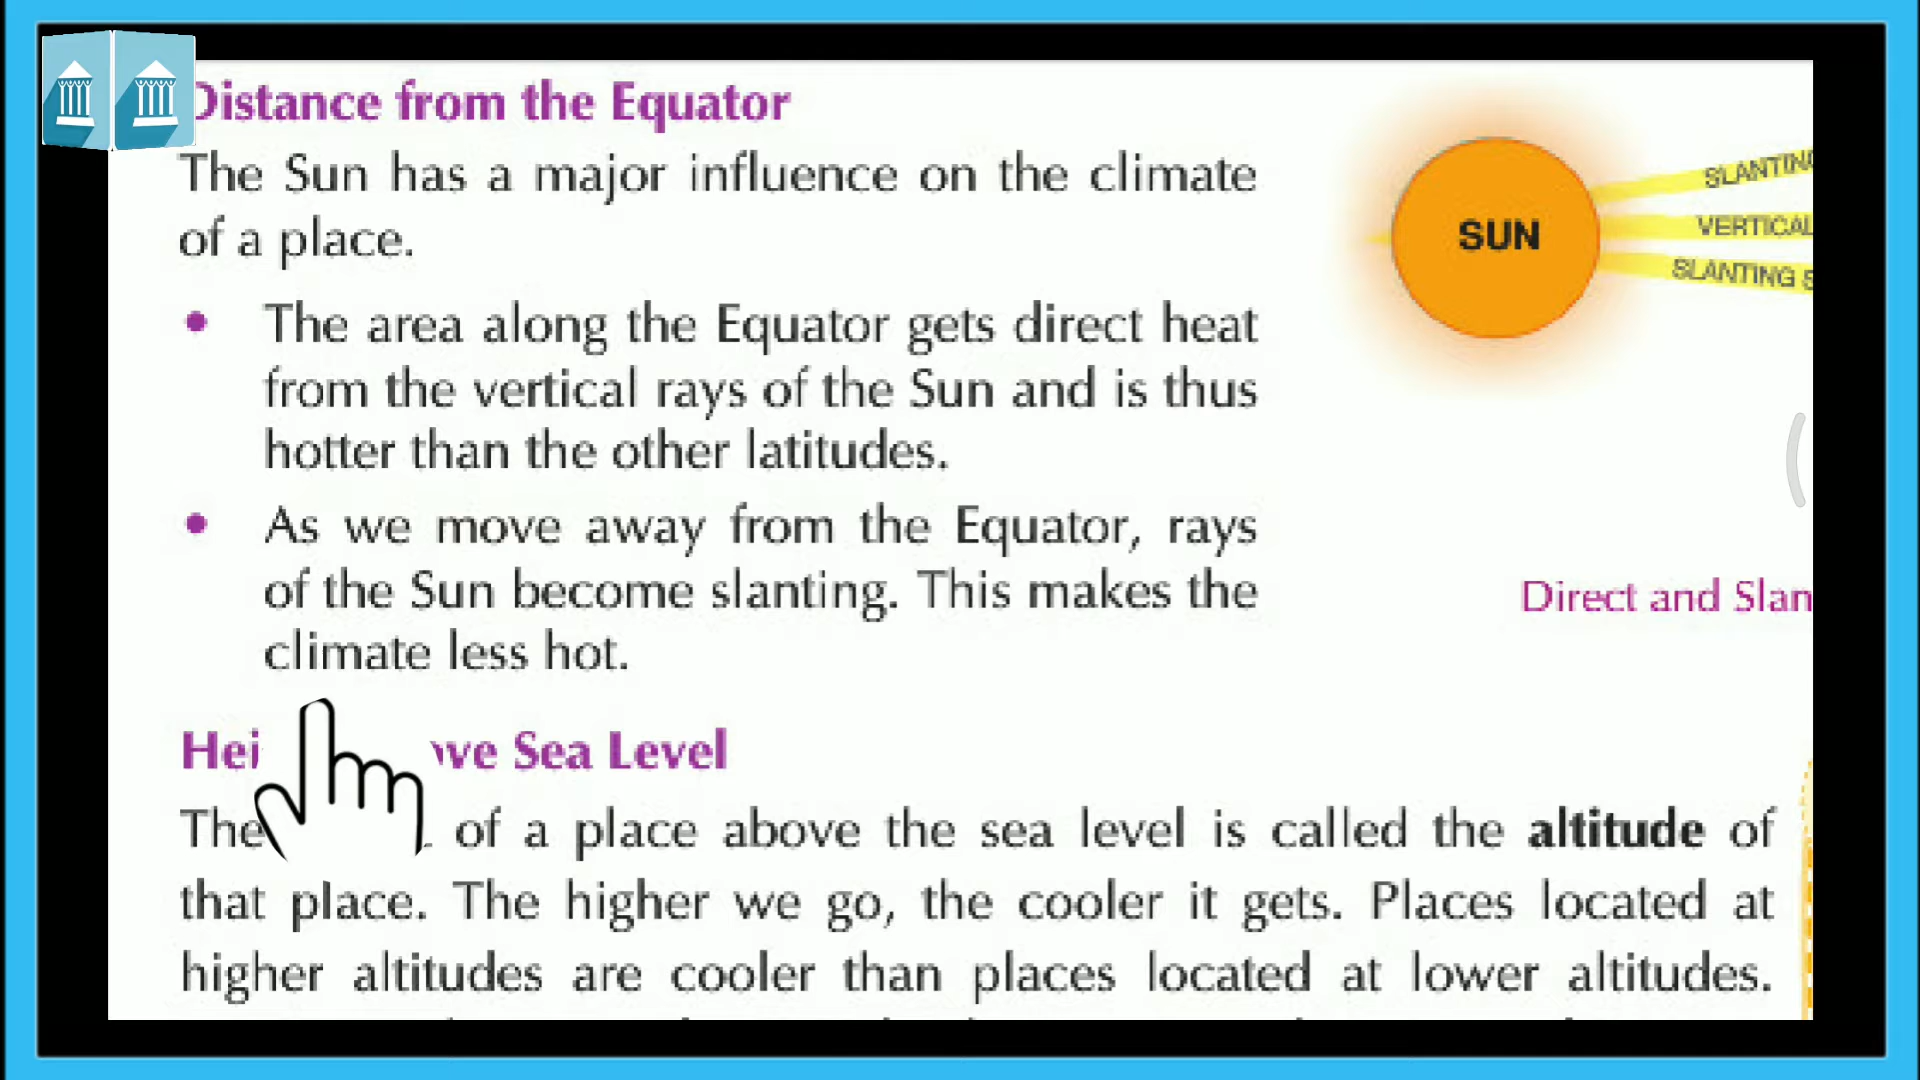 Distance from the Equator
The Sun has a major influence on the climate
of a place.
• The area along the Equator gets direct heat
from the vertical rays of the Sun and is thus
hotter than the other latitudes.
• As we move away from the Equator, rays
of the Sun become slanting. This makes the
climate less hot.
SUN
SLANTING
VERTICAL
SLANTING S
Direct and Slan
Hei ve Sea Level
The of a place above the sea level is called the altitude of
that place. The higher we go, the cooler it gets. Places located at
higher altitudes are cooler than places located at lower altitudes.